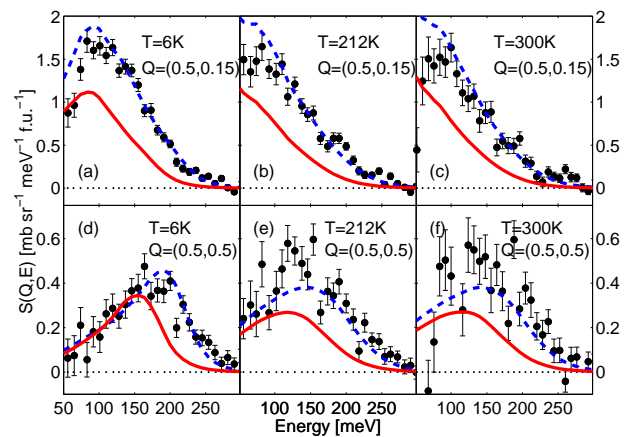 2
1.5
1
0.5
0
T=6K
Q=(0.5,0.15)
(a)
T=212K
Q=(0.5,0.15)
(b)
T=300K
Q=(0.5,0.15)
(c)
2
1.5
1
0.5
0
S(Q,E) [mb sr⁻¹ meV⁻¹ f.u.⁻¹]
0.6
0.4
0.2
0
(d)
T=6K
Q=(0.5,0.5)
(e)
T=212K
Q=(0.5,0.5)
(f)
T=300K
Q=(0.5,0.5)
0.6
0.4
0.2
0
50 100 150 200 250
100 150 200 250
100 150 200 250
Energy [meV]